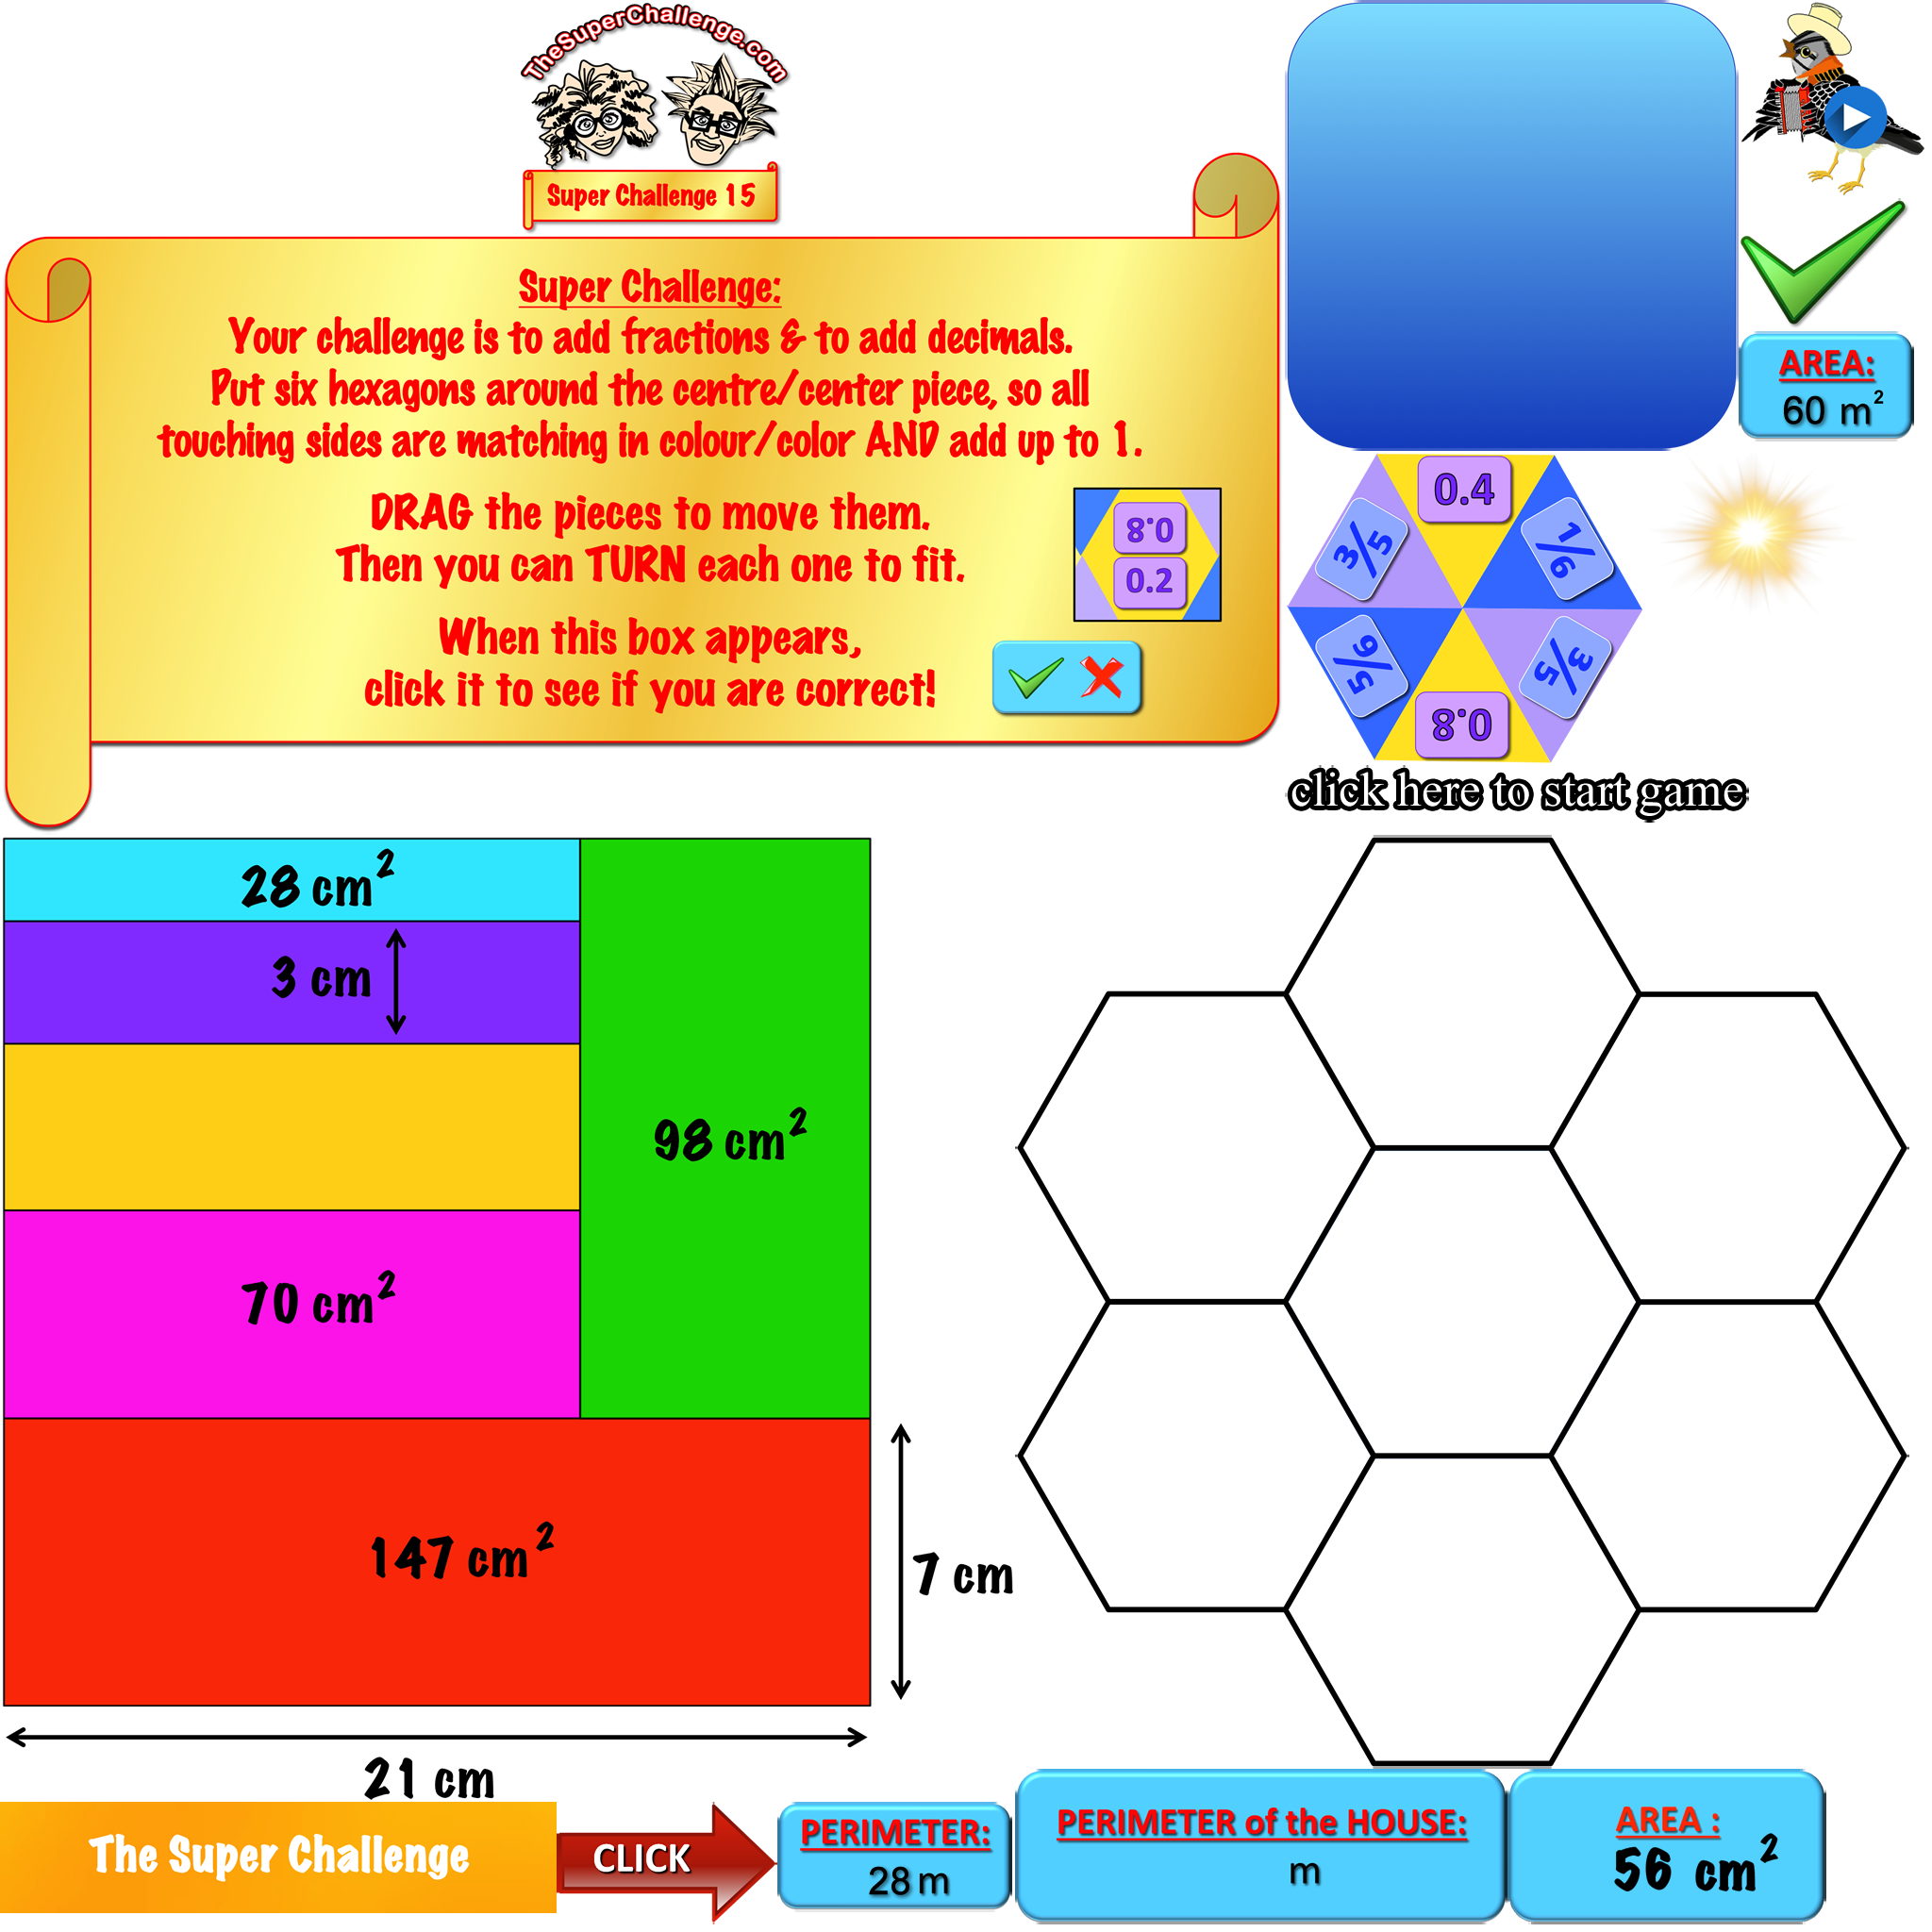 TheSuperChallenge.com
Super Challenge 15
Super Challenge:
Your challenge is to add fractions & to add decimals.
Put six hexagons around the centre/center piece, so all
touching sides are matching in colour/color AND add up to 1.
DRAG the pieces to move them.
Then you can TURN each one to fit.
0.8
0.2
When this box appears,
click it to see if you are correct!
AREA:
60 m²
0.4
3/5
1/6
5/6
3/5
0.8
click here to start game
28 cm²
3 cm
98 cm²
70 cm²
147 cm²
7 cm
21 cm
The Super Challenge
CLICK
PERIMETER:
28 m
PERIMETER of the HOUSE:
m
AREA :
56 cm²